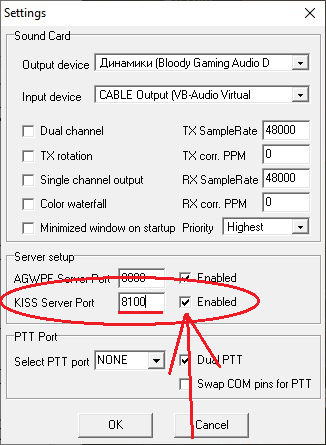 Settings
Sound Card
Output device Динамики (Bloody Gaming Audio D
Input device CABLE Output (VB-Audio Virtual
Dual channel TX SampleRate 48000
TX rotation TX corr. PPM 0
Single channel output RX SampleRate 48000
Color waterfall RX corr. PPM 0
Minimized window on startup Priority Highest
Server setup
AGWPE Server Port Enabled
KISS Server Port 8100 Enabled
PTT Port
Select PTT port NONE Dual PTT
Swap COM pins for PTT
OK Cancel